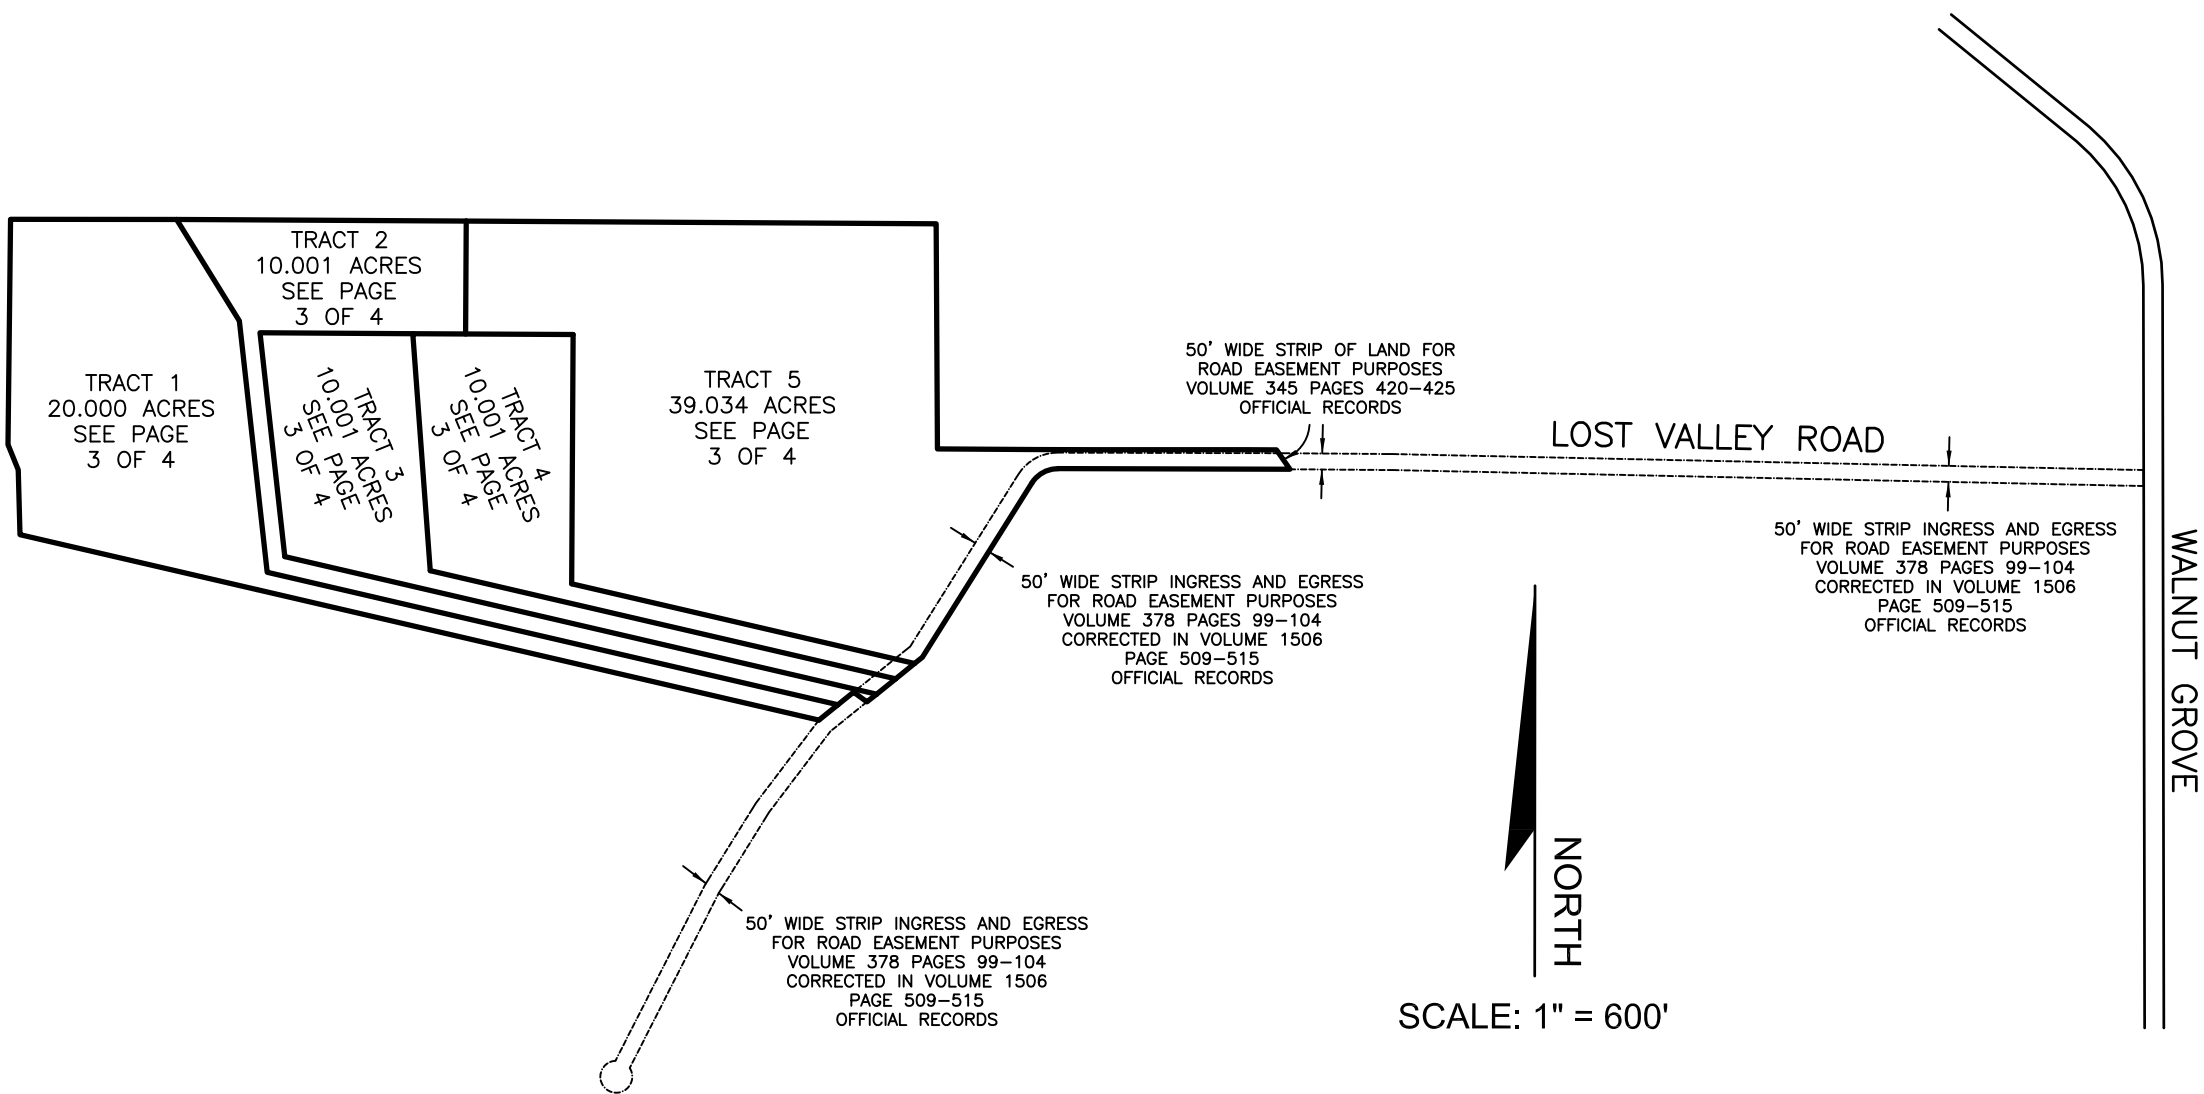 TRACT 2
10.001 ACRES
SEE PAGE
3 OF 4
TRACT 1
20.000 ACRES
SEE PAGE
3 OF 4
TRACT 3
10.001 ACRES
SEE PAGE
3 OF 4
TRACT 4
10.001 ACRES
SEE PAGE
3 OF 4
TRACT 5
39.034 ACRES
SEE PAGE
3 OF 4
50' WIDE STRIP OF LAND FOR
ROAD EASEMENT PURPOSES
VOLUME 345 PAGES 420-425
OFFICIAL RECORDS
LOST VALLEY ROAD
50' WIDE STRIP INGRESS AND EGRESS
FOR ROAD EASEMENT PURPOSES
VOLUME 378 PAGES 99-104
CORRECTED IN VOLUME 1506
PAGE 509-515
OFFICIAL RECORDS
WALNUT GROVE
50' WIDE STRIP INGRESS AND EGRESS
FOR ROAD EASEMENT PURPOSES
VOLUME 378 PAGES 99-104
CORRECTED IN VOLUME 1506
PAGE 509-515
OFFICIAL RECORDS
50' WIDE STRIP INGRESS AND EGRESS
FOR ROAD EASEMENT PURPOSES
VOLUME 378 PAGES 99-104
CORRECTED IN VOLUME 1506
PAGE 509-515
OFFICIAL RECORDS
NORTH
SCALE: 1" = 600'